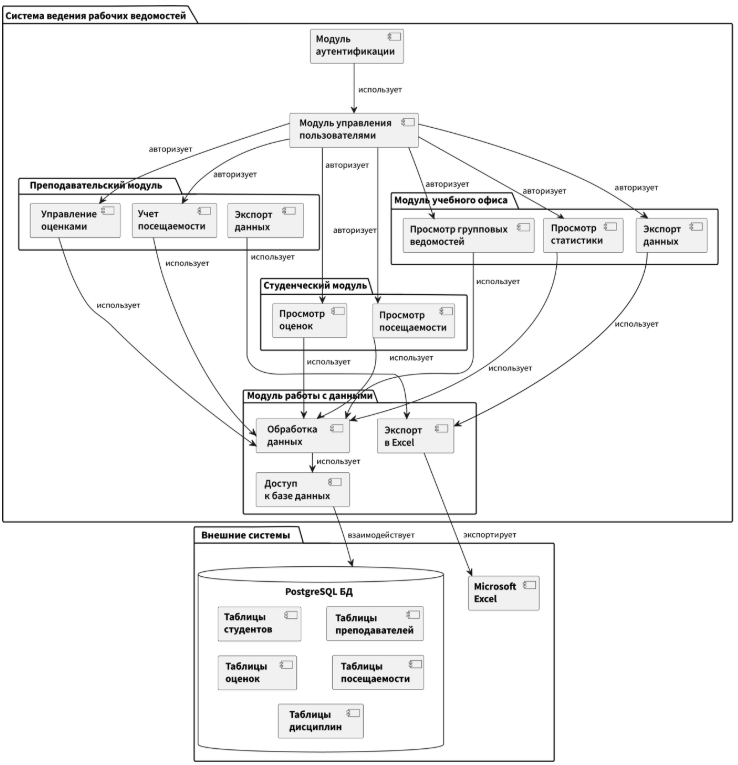 Система ведения рабочих ведомостей
Модуль
аутентификации
использует
Модуль управления
пользователями
авторизует
авторизует
авторизует
авторизует
авторизует
авторизует
авторизует
Преподавательский модуль
Управление
оценками
Учет
посещаемости
Экспорт
данных
Модуль учебного офиса
Просмотр групповых
ведомостей
Просмотр
статистики
Экспорт
данных
использует
использует
использует
использует
использует
использует
использует
Студенческий модуль
Просмотр
оценок
Просмотр
посещаемости
Модуль работы с данными
Обработка
данных
Экспорт
в Excel
использует
Доступ
к базе данных
взаимодействует
экспортирует
Внешние системы
PostgreSQL БД
Таблицы
студентов
Таблицы
преподавателей
Таблицы
оценок
Таблицы
посещаемости
Таблицы
дисциплин
Microsoft
Excel